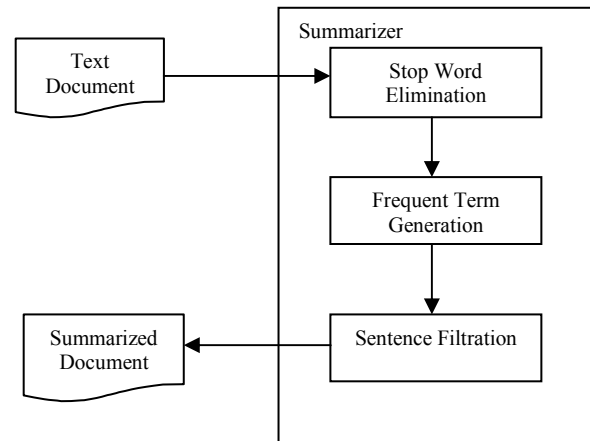 Summarizer
Text
Document
Stop Word
Elimination
Frequent Term
Generation
Summarized
Document
Sentence Filtration